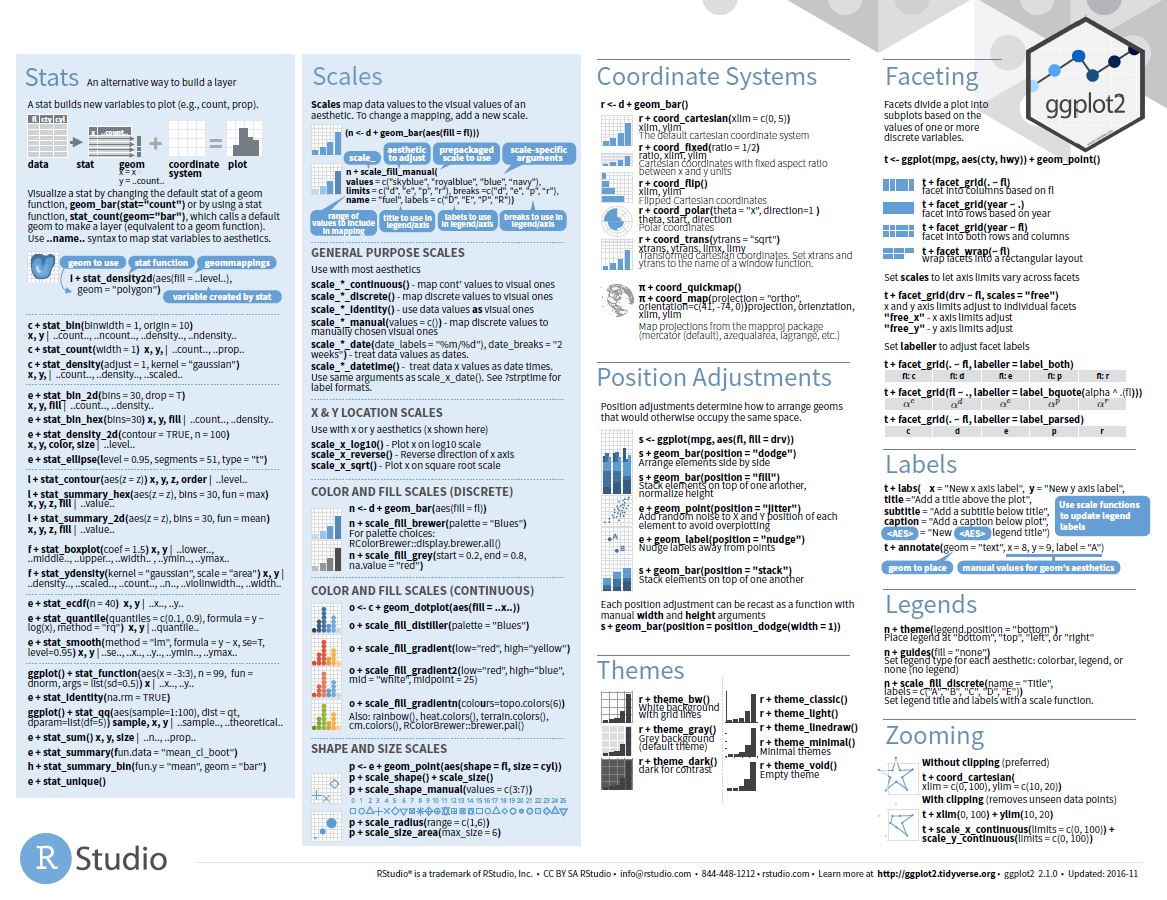 Stats An alternative way to build a layer
A stat builds new variables to plot (e.g., count, prop).
fl cty cyl
x ..count..
+ =
data stat geom coordinate plot
x = x system
y = ..count..
Visualize a stat by changing the default stat of a geom
function, geom_bar(stat="count") or by using a stat
function, stat_count(geom="bar"), which calls a default
geom to make a layer (equivalent to a geom function).
Use ..name.. syntax to map stat variables to aesthetics.
geom to use stat function geommappings
i + stat_density2d(aes(fill = ..level..),
geom = "polygon")
variable created by stat
c + stat_bin(binwidth = 1, origin = 10)
x, y | ..count.., ..ncount.., ..density.., ..ndensity..
c + stat_count(width = 1) x, y, | ..count.., ..prop..
c + stat_density(adjust = 1, kernel = "gaussian")
x, y, | ..count.., ..density.., ..scaled..
e + stat_bin_2d(bins = 30, drop = T)
x, y, fill | ..count.., ..density..
e + stat_bin_hex(bins=30) x, y, fill | ..count.., ..density..
e + stat_density_2d(contour = TRUE, n = 100)
x, y, color, size | ..level..
e + stat_ellipse(level = 0.95, segments = 51, type = "t")
l + stat_contour(aes(z = z)) x, y, z, order | ..level..
l + stat_summary_hex(aes(z = z), bins = 30, fun = max)
x, y, z, fill | ..value..
l + stat_summary_2d(aes(z = z), bins = 30, fun = mean)
x, y, z, fill | ..value..
f + stat_boxplot(coef = 1.5) x, y | ..lower..,
..middle.., ..upper.., ..width.. , ..ymin.., ..ymax..
f + stat_ydensity(kernel = "gaussian", scale = "area") x, y |
..density.., ..scaled.., ..count.., ..n.., ..violinwidth.., ..width..
e + stat_ecdf(n = 40) x, y | ..x.., ..y..
e + stat_quantile(quantiles = c(0.1, 0.9), formula = y ~
log(x), method = "rq") x, y | ..quantile..
e + stat_smooth(method = "lm", formula = y ~ x, se=T,
level=0.95) x, y | ..se.., ..x.., ..y.., ..ymin.., ..ymax..
ggplot() + stat_function(aes(x = -3:3), n = 99, fun =
dnorm, args = list(sd=0.5)) x | ..x.., ..y..
e + stat_identity(na.rm = TRUE)
ggplot() + stat_qq(aes(sample=1:100), dist = qt,
dparam=list(df=5)) sample, x, y | ..sample.., ..theoretical..
e + stat_sum() x, y, size | ..n.., ..prop..
e + stat_summary(fun.data = "mean_cl_boot")
h + stat_summary_bin(fun.y = "mean", geom = "bar")
e + stat_unique()
Scales
Scales map data values to the visual values of an
aesthetic. To change a mapping, add a new scale.
(n <- d + geom_bar(aes(fill = fl)))
scale_ aesthetic to adjust prepackaged scale to use scale-specific arguments
n + scale_fill_manual(
values = c("skyblue", "royalblue", "blue", "navy"),
limits = c("d", "e", "p", "r"), breaks =c("d", "e", "p", "r"),
name = "fuel", labels = c("D", "E", "P", "R"))
range of values to include in mapping title to use in legend/axis labels to use in legend/axis breaks to use in legend/axis
GENERAL PURPOSE SCALES
Use with most aesthetics
scale_*_continuous() - map cont' values to visual ones
scale_*_discrete() - map discrete values to visual ones
scale_*_identity() - use data values as visual ones
scale_*_manual(values = c()) - map discrete values to
manually chosen visual ones
scale_*_date(date_labels = "%m/%d"), date_breaks = "2
weeks") - treat data values as dates.
scale_*_datetime() - treat data x values as date times.
Use same arguments as scale_x_date(). See ?strptime for
label formats.
X & Y LOCATION SCALES
Use with x or y aesthetics (x shown here)
scale_x_log10() - Plot x on log10 scale
scale_x_reverse() - Reverse direction of x axis
scale_x_sqrt() - Plot x on square root scale
COLOR AND FILL SCALES (DISCRETE)
n <- d + geom_bar(aes(fill = fl))
n + scale_fill_brewer(palette = "Blues")
For palette choices:
RColorBrewer::display.brewer.all()
n + scale_fill_grey(start = 0.2, end = 0.8,
na.value = "red")
COLOR AND FILL SCALES (CONTINUOUS)
o <- c + geom_dotplot(aes(fill = ..x..))
o + scale_fill_distiller(palette = "Blues")
o + scale_fill_gradient(low="red", high="yellow")
o + scale_fill_gradient2(low="red", high="blue",
mid = "white", midpoint = 25)
o + scale_fill_gradientn(colours=topo.colors(6))
Also: rainbow(), heat.colors(), terrain.colors(),
cm.colors(), RColorBrewer::brewer.pal()
SHAPE AND SIZE SCALES
p <- e + geom_point(aes(shape = fl, size = cyl))
p + scale_shape() + scale_size()
p + scale_shape_manual(values = c(3:7))
0 1 2 3 4 5 6 7 8 9 10 11 12 13 14 15 16 17 18 19 20 21 22 23 24 25
p + scale_radius(range = c(1,6))
p + scale_size_area(max_size = 6)
Coordinate Systems
r <- d + geom_bar()
r + coord_cartesian(xlim = c(0, 5))
xlim, ylim
The default cartesian coordinate system
r + coord_fixed(ratio = 1/2)
ratio, xlim, ylim
Cartesian coordinates with fixed aspect ratio
between x and y units
r + coord_flip()
xlim, ylim
Flipped Cartesian coordinates
r + coord_polar(theta = "x", direction=1 )
theta, start, direction
Polar coordinates
r + coord_trans(ytrans = "sqrt")
xtrans, ytrans, limx, limy
Transformed cartesian coordinates. Set xtrans and
ytrans to the name of a window function.
π + coord_quickmap()
π + coord_map(projection = "ortho",
orientation=c(41, -74, 0))projection, orienztation,
xlim, ylim
Map projections from the mapproj package
(mercator (default), azequalarea, lagrange, etc.)
Position Adjustments
Position adjustments determine how to arrange geoms
that would otherwise occupy the same space.
s <- ggplot(mpg, aes(fl, fill = drv))
s + geom_bar(position = "dodge")
Arrange elements side by side
s + geom_bar(position = "fill")
Stack elements on top of one another,
normalize height
e + geom_point(position = "jitter")
Add random noise to X and Y position of each
element to avoid overplotting
A
B
e + geom_label(position = "nudge")
Nudge labels away from points
s + geom_bar(position = "stack")
Stack elements on top of one another
Each position adjustment can be recast as a function with
manual width and height arguments
s + geom_bar(position = position_dodge(width = 1))
Themes
r + theme_bw()
White background
with grid lines
r + theme_gray()
Grey background
(default theme)
r + theme_dark()
dark for contrast
r + theme_classic()
r + theme_light()
r + theme_linedraw()
r + theme_minimal()
Minimal themes
r + theme_void()
Empty theme
Faceting
ggplot2
Facets divide a plot into
subplots based on the
values of one or more
discrete variables.
t <- ggplot(mpg, aes(cty, hwy)) + geom_point()
t + facet_grid(. ~ fl)
facet into columns based on fl
t + facet_grid(year ~ .)
facet into rows based on year
t + facet_grid(year ~ fl)
facet into both rows and columns
t + facet_wrap(~ fl)
wrap facets into a rectangular layout
Set scales to let axis limits vary across facets
t + facet_grid(drv ~ fl, scales = "free")
x and y axis limits adjust to individual facets
"free_x" - x axis limits adjust
"free_y" - y axis limits adjust
Set labeller to adjust facet labels
t + facet_grid(. ~ fl, labeller = label_both)
fl: c fl: d fl: e fl: p fl: r
t + facet_grid(fl ~ ., labeller = label_bquote(alpha ^ .(fl)))
α^c α^d α^e α^p α^r
t + facet_grid(. ~ fl, labeller = label_parsed)
c d e p r
Labels
t + labs( x = "New x axis label", y = "New y axis label",
title ="Add a title above the plot",
subtitle = "Add a subtitle below title",
caption = "Add a caption below plot",
<AES> = "New <AES> legend title")
Use scale functions
to update legend
labels
t + annotate(geom = "text", x = 8, y = 9, label = "A")
geom to place manual values for geom's aesthetics
Legends
n + theme(legend.position = "bottom")
Place legend at "bottom", "top", "left", or "right"
n + guides(fill = "none")
Set legend type for each aesthetic: colorbar, legend, or
none (no legend)
n + scale_fill_discrete(name = "Title",
labels = c("A", "B", "C", "D", "E"))
Set legend title and labels with a scale function.
Zooming
Without clipping (preferred)
t + coord_cartesian(
xlim = c(0, 100), ylim = c(10, 20))
With clipping (removes unseen data points)
t + xlim(0, 100) + ylim(10, 20)
t + scale_x_continuous(limits = c(0, 100)) +
scale_y_continuous(limits = c(0, 100))
R Studio
RStudio® is a trademark of RStudio, Inc. • CC BY SA RStudio • info@rstudio.com • 844-448-1212 • rstudio.com • Learn more at http://ggplot2.tidyverse.org • ggplot2 2.1.0 • Updated: 2016-11